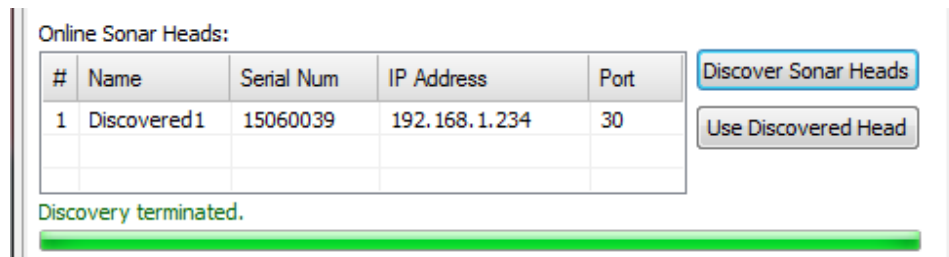 Online Sonar Heads:
# Name Serial Num IP Address Port
1 Discovered1 15060039 192.168.1.234 30
Discover Sonar Heads
Use Discovered Head
Discovery terminated.